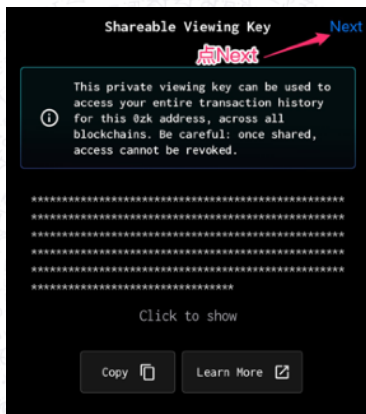 Shareable Viewing Key
Next
点Next
This private viewing key can be used to
access your entire transaction history
for this 0zk address, across all
blockchains. Be careful: once shared,
access cannot be revoked.
****************************************************
****************************************************
****************************************************
****************************************************
****************************************************
**********************************
Click to show
Copy
Learn More